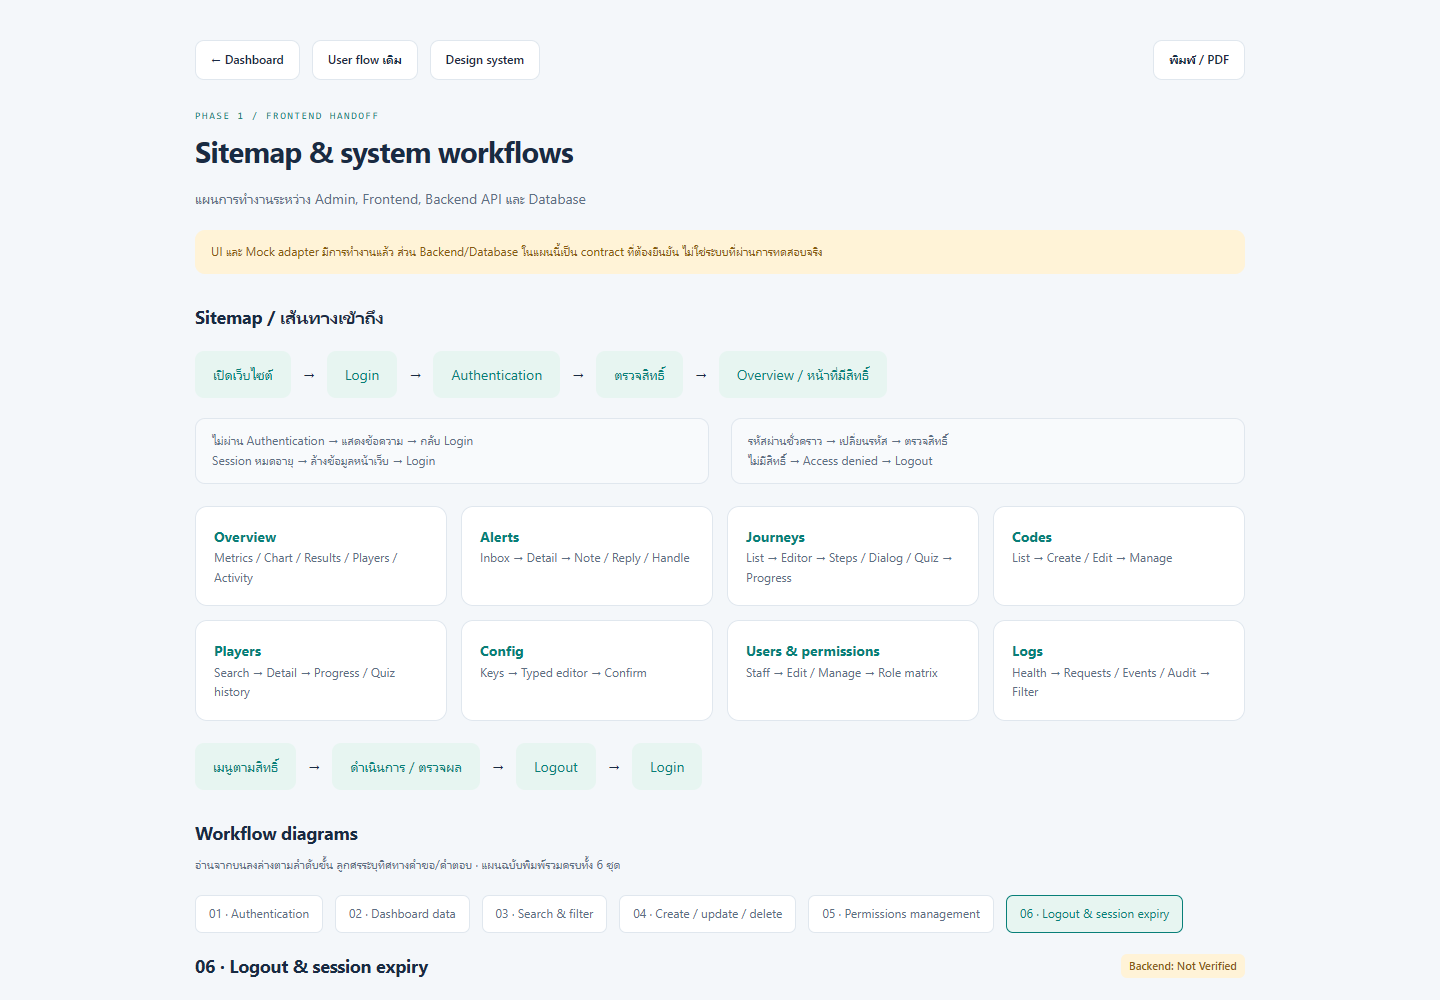 ← Dashboard
User flow เดิม
Design system
พิมพ์ / PDF
PHASE 1 / FRONTEND HANDOFF
Sitemap & system workflows
แผนการทำงานระหว่าง Admin, Frontend, Backend API และ Database
UI และ Mock adapter มีการทำงานแล้ว ส่วน Backend/Database ในแผนนี้เป็น contract ที่ต้องยืนยัน ไม่ใช่ระบบที่ผ่านการทดสอบจริง
Sitemap / เส้นทางเข้าถึง
เปิดเว็บไซต์ → Login → Authentication → ตรวจสิทธิ์ → Overview / หน้าที่มีสิทธิ์
ไม่ผ่าน Authentication → แสดงข้อความ → กลับ Login
Session หมดอายุ → ล้างข้อมูลหน้าเว็บ → Login
รหัสผ่านชั่วคราว → เปลี่ยนรหัส → ตรวจสิทธิ์
ไม่มีสิทธิ์ → Access denied → Logout
Overview
Metrics / Chart / Results / Players /
Activity
Alerts
Inbox → Detail → Note / Reply / Handle
Journeys
List → Editor → Steps / Dialog / Quiz →
Progress
Codes
List → Create / Edit → Manage
Players
Search → Detail → Progress / Quiz
history
Config
Keys → Typed editor → Confirm
Users & permissions
Staff → Edit / Manage → Role matrix
Logs
Health → Requests / Events / Audit →
Filter
เมนูตามสิทธิ์ → ดำเนินการ / ตรวจผล → Logout → Login
Workflow diagrams
อ่านจากบนลงล่างตามลำดับชั้น ลูกศรระบุทิศทางคำขอ/คำตอบ · แผนฉบับพิมพ์รวมครบทั้ง 6 ชุด
01 · Authentication
02 · Dashboard data
03 · Search & filter
04 · Create / update / delete
05 · Permissions management
06 · Logout & session expiry
06 · Logout & session expiry
Backend: Not Verified